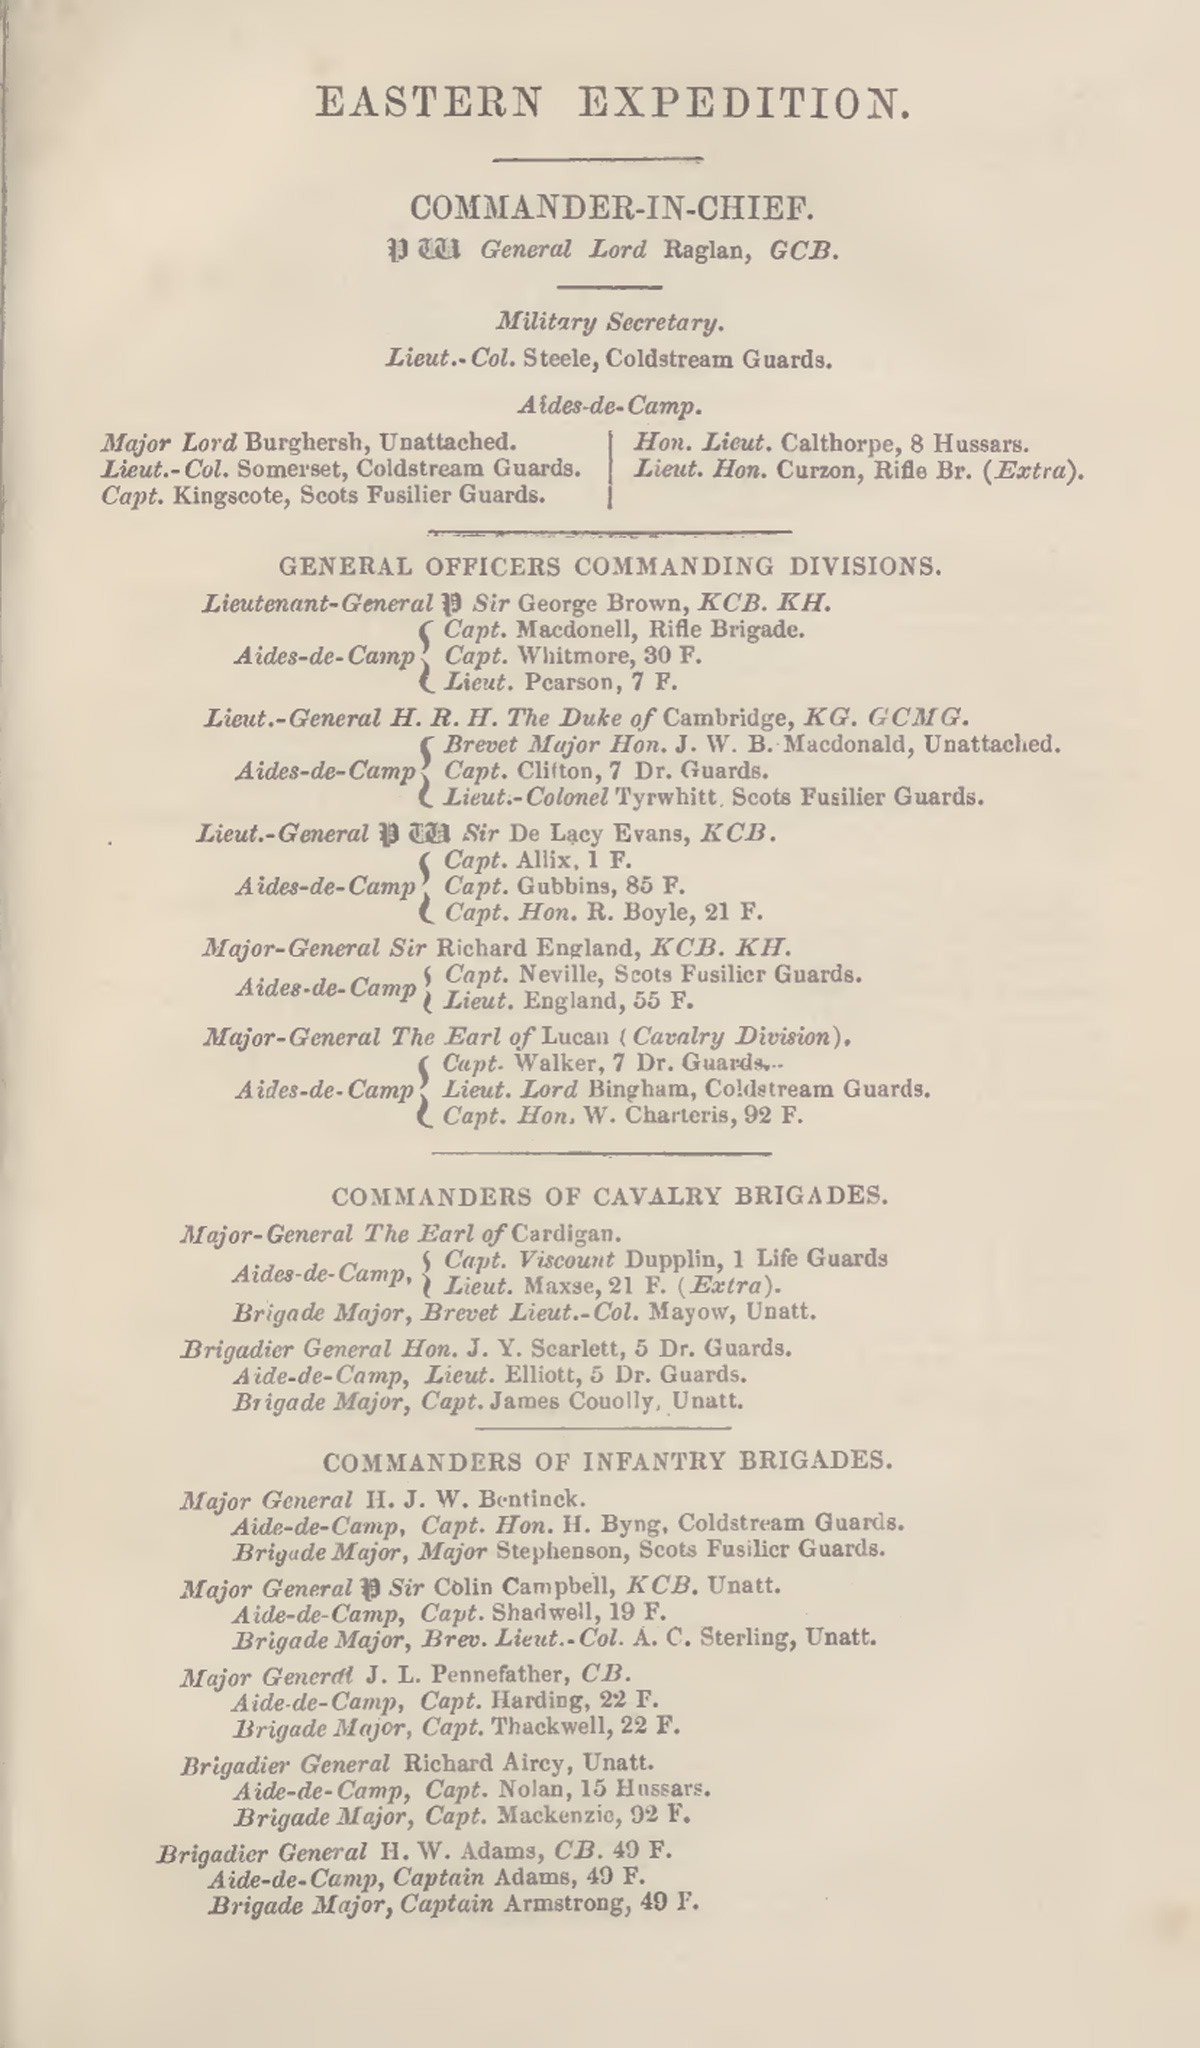 EASTERN EXPEDITION.
COMMANDER-IN-CHIEF.
P W General Lord Raglan, GCB.
Military Secretary.
Lieut.-Col. Steele, Coldstream Guards.
Aides-de-Camp.
Major Lord Burghersh, Unattached.
Lieut.-Col. Somerset, Coldstream Guards.
Capt. Kingscote, Scots Fusilier Guards.
Hon. Lieut. Calthorpe, 8 Hussars.
Lieut. Hon. Curzon, Rifle Br. (Extra).
GENERAL OFFICERS COMMANDING DIVISIONS.
Lieutenant-General P Sir George Brown, KCB. KH.
Aides-de-Camp
Capt. Macdonell, Rifle Brigade.
Capt. Whitmore, 30 F.
Lieut. Pearson, 7 F.
Lieut.-General H. R. H. The Duke of Cambridge, KG. GCMG.
Aides-de-Camp
Brevet Major Hon. J. W. B. Macdonald, Unattached.
Capt. Clifton, 7 Dr. Guards.
Lieut.-Colonel Tyrwhitt, Scots Fusilier Guards.
Lieut.-General P W Sir De Lacy Evans, KCB.
Aides-de-Camp
Capt. Allix, 1 F.
Capt. Gubbins, 85 F.
Capt. Hon. R. Boyle, 21 F.
Major-General Sir Richard England, KCB. KH.
Aides-de-Camp
Capt. Neville, Scots Fusilier Guards.
Lieut. England, 55 F.
Major-General The Earl of Lucan (Cavalry Division).
Aides-de-Camp
Capt. Walker, 7 Dr. Guards.
Lieut. Lord Bingham, Coldstream Guards.
Capt. Hon. W. Charteris, 92 F.
COMMANDERS OF CAVALRY BRIGADES.
Major-General The Earl of Cardigan.
Aides-de-Camp,
Capt. Viscount Dupplin, 1 Life Guards
Lieut. Maxse, 21 F. (Extra).
Brigade Major, Brevet Lieut.-Col. Mayow, Unatt.
Brigadier General Hon. J. Y. Scarlett, 5 Dr. Guards.
Aide-de-Camp, Lieut. Elliott, 5 Dr. Guards.
Brigade Major, Capt. James Conolly, Unatt.
COMMANDERS OF INFANTRY BRIGADES.
Major General H. J. W. Bentinck.
Aide-de-Camp, Capt. Hon. H. Byng, Coldstream Guards.
Brigade Major, Major Stephenson, Scots Fusilier Guards.
Major General P Sir Colin Campbell, KCB. Unatt.
Aide-de-Camp, Capt. Shadwell, 19 F.
Brigade Major, Brev. Lieut.-Col. A. C. Sterling, Unatt.
Major General J. L. Pennefather, CB.
Aide-de-Camp, Capt. Harding, 22 F.
Brigade Major, Capt. Thackwell, 22 F.
Brigadier General Richard Airey, Unatt.
Aide-de-Camp, Capt. Nolan, 15 Hussars.
Brigade Major, Capt. Mackenzie, 92 F.
Brigadier General H. W. Adams, CB. 49 F.
Aide-de-Camp, Captain Adams, 49 F.
Brigade Major, Captain Armstrong, 49 F.